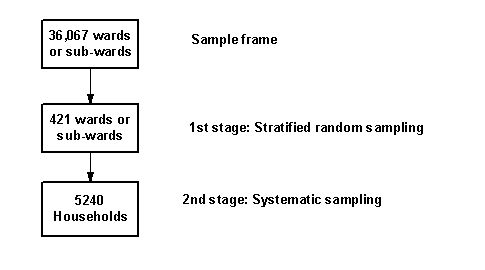 36,067 wards
or sub-wards
Sample frame
421 wards or
sub-wards
1st stage: Stratified random sampling
5240
Households
2nd stage: Systematic sampling